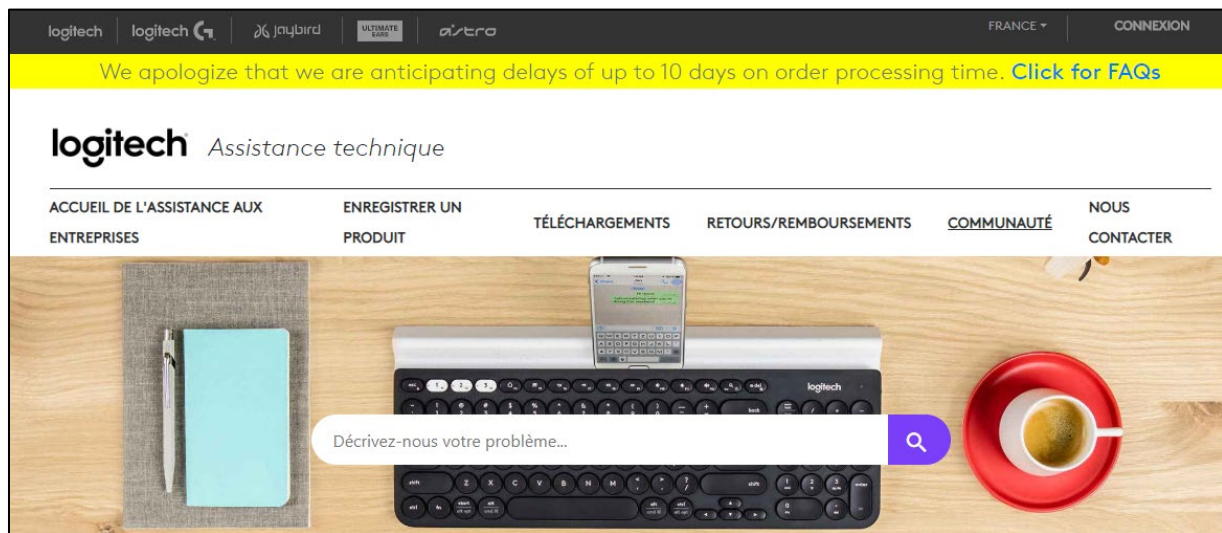 logitech logitech G jaybird ULTIMATE EARS ASTRO FRANCE CONNEXION
We apologize that we are anticipating delays of up to 10 days on order processing time. Click for FAQs
logitech Assistance technique
ACCUEIL DE L'ASSISTANCE AUX ENTREPRISES
ENREGISTRER UN PRODUIT
TÉLÉCHARGEMENTS
RETOURS/REMBOURSEMENTS
COMMUNAUTÉ
NOUS CONTACTER
logitech
Décrivez-nous votre problème...
shift Z X C V B N M shift